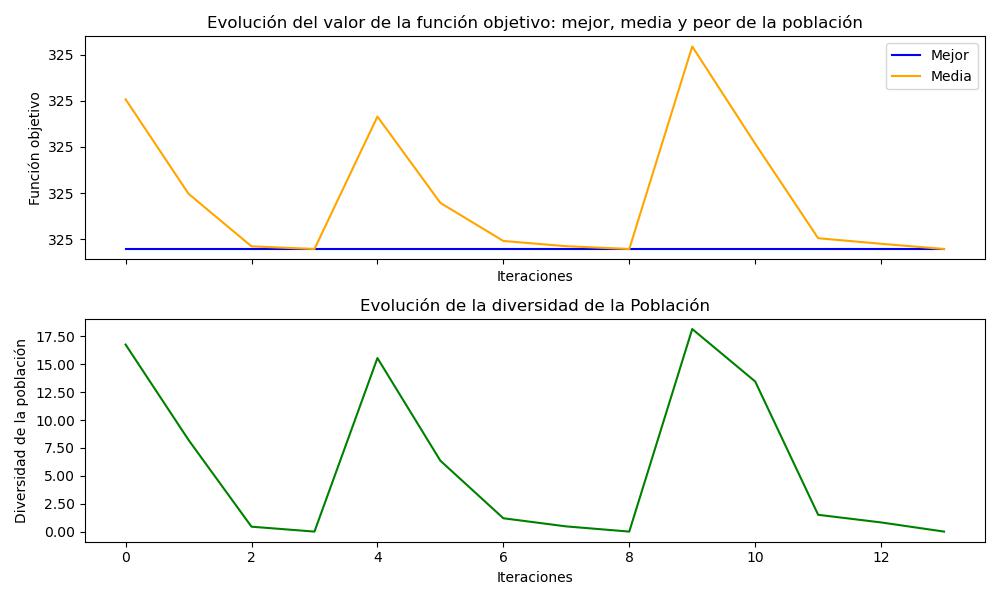 Evolución del valor de la función objetivo: mejor, media y peor de la población
Función objetivo
325
325
325
325
325
Mejor
Media
Iteraciones
Evolución de la diversidad de la Población
Diversidad de la población
17.50
15.00
12.50
10.00
7.50
5.00
2.50
0.00
0 2 4 6 8 10 12
Iteraciones